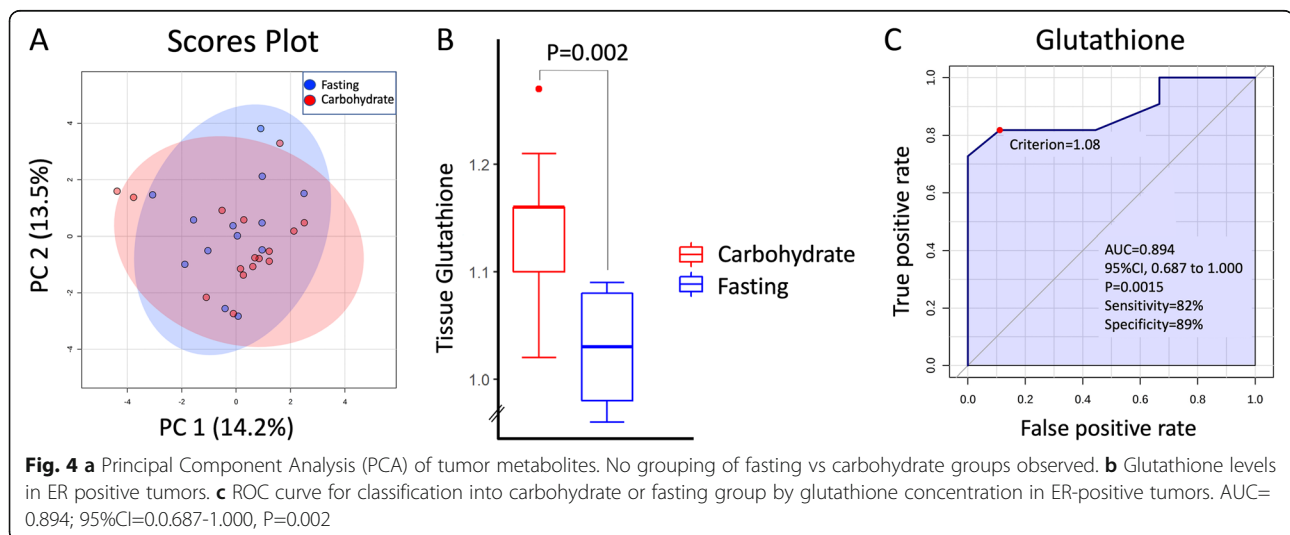 A
Scores Plot
Fasting
Carbohydrate
4
2
0
-2
-4
-4
-2
0
2
4
PC 2 (13.5%)
PC 1 (14.2%)
B
P=0.002
1.2
1.1
1.0
Tissue Glutathione
Carbohydrate
Fasting
C
Glutathione
1.0
0.8
0.6
0.4
0.2
0.0
True positive rate
Criterion=1.08
AUC=0.894
95%CI, 0.687 to 1.000
P=0.0015
Sensitivity=82%
Specificity=89%
0.0
0.2
0.4
0.6
0.8
1.0
False positive rate
Fig. 4 a Principal Component Analysis (PCA) of tumor metabolites. No grouping of fasting vs carbohydrate groups observed. b Glutathione levels
in ER positive tumors. c ROC curve for classification into carbohydrate or fasting group by glutathione concentration in ER-positive tumors. AUC=
0.894; 95%CI=0.0.687-1.000, P=0.002